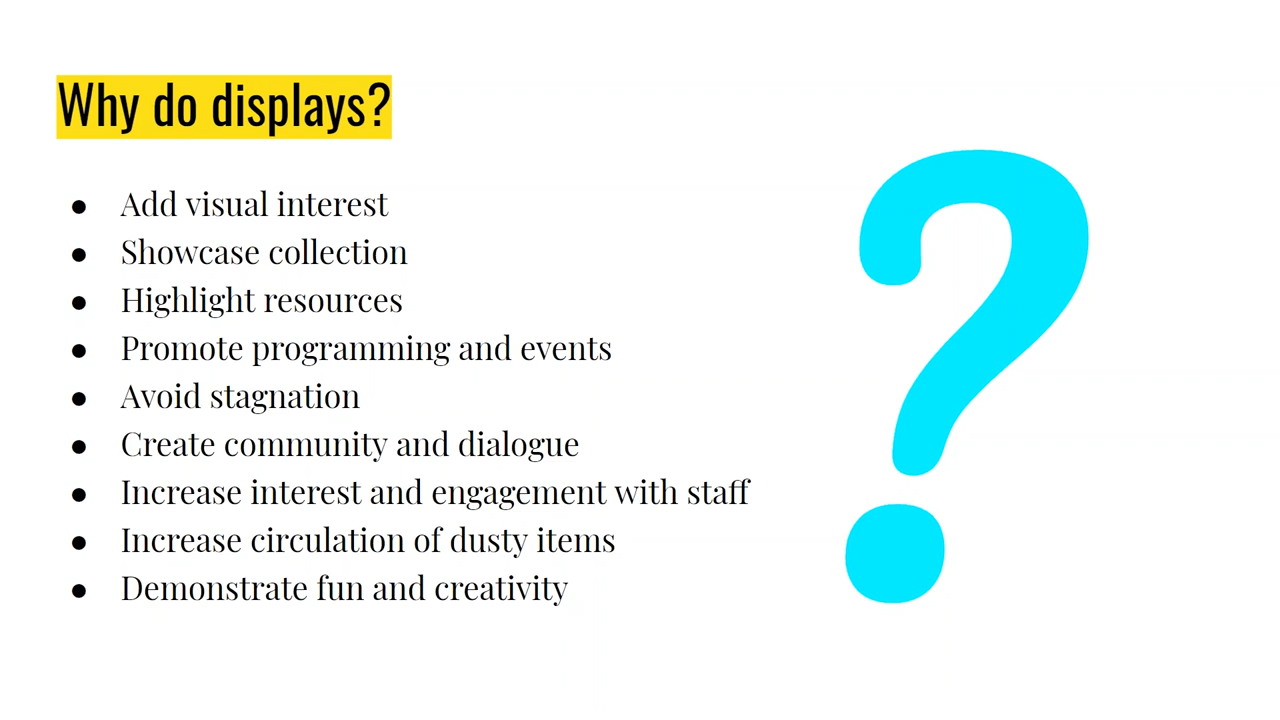 Why do displays?
● Add visual interest
● Showcase collection
● Highlight resources
● Promote programming and events
● Avoid stagnation
● Create community and dialogue
● Increase interest and engagement with staff
● Increase circulation of dusty items
● Demonstrate fun and creativity
?